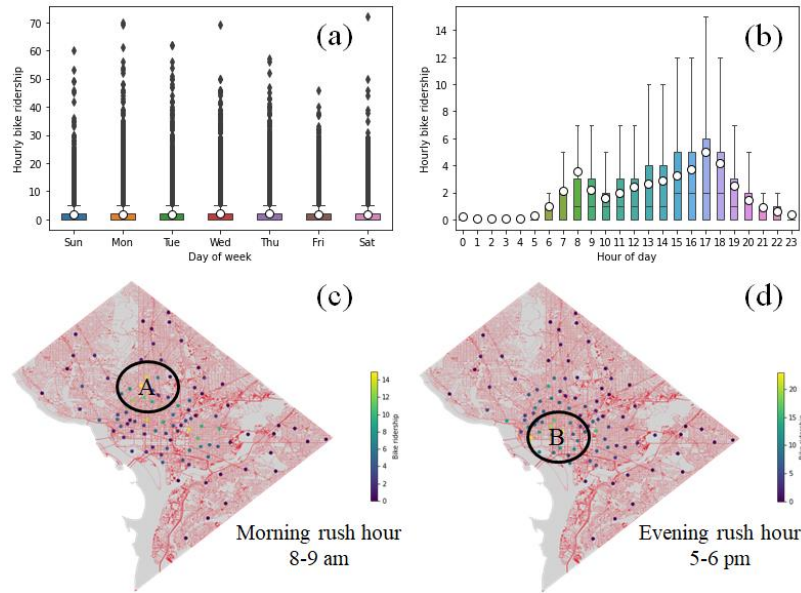 (a)
Hourly bike ridership
70
60
50
40
30
20
10
0
Sun Mon Tue Wed Thu Fri Sat
Day of week
(b)
Hourly bike ridership
14
12
10
8
6
4
2
0
0 1 2 3 4 5 6 7 8 9 10 11 12 13 14 15 16 17 18 19 20 21 22 23
Hour of day
(c)
A
14
12
10
8
6
4
2
0
Bike ridership
Morning rush hour
8-9 am
(d)
B
20
15
10
5
0
Bike ridership
Evening rush hour
5-6 pm